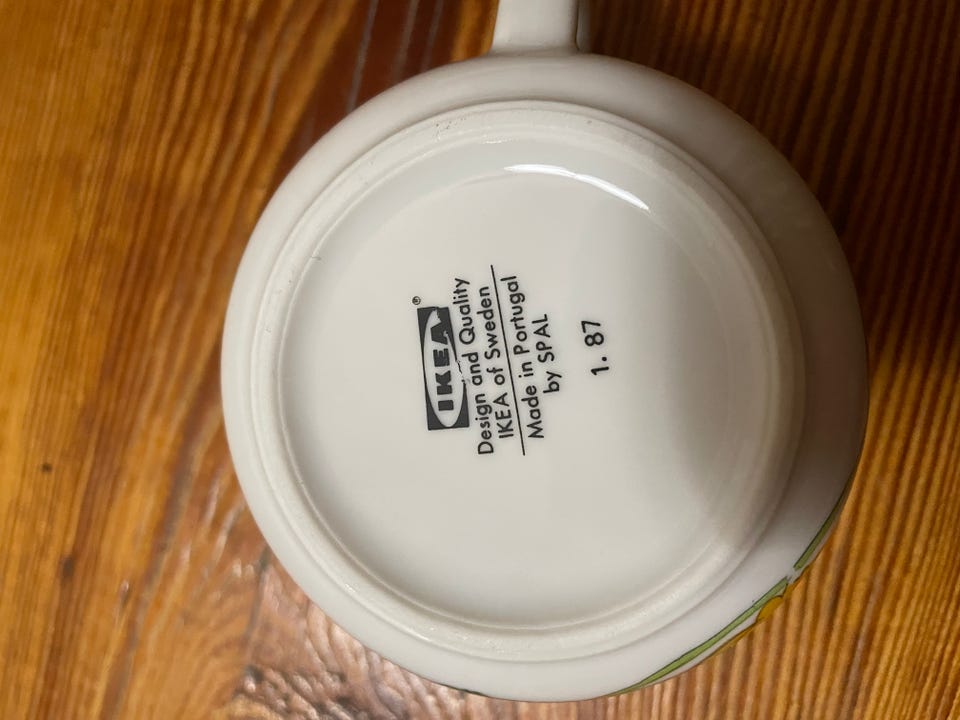 IKEA®
Design and Quality
IKEA of Sweden
Made in Portugal
by SPAL
1. 87